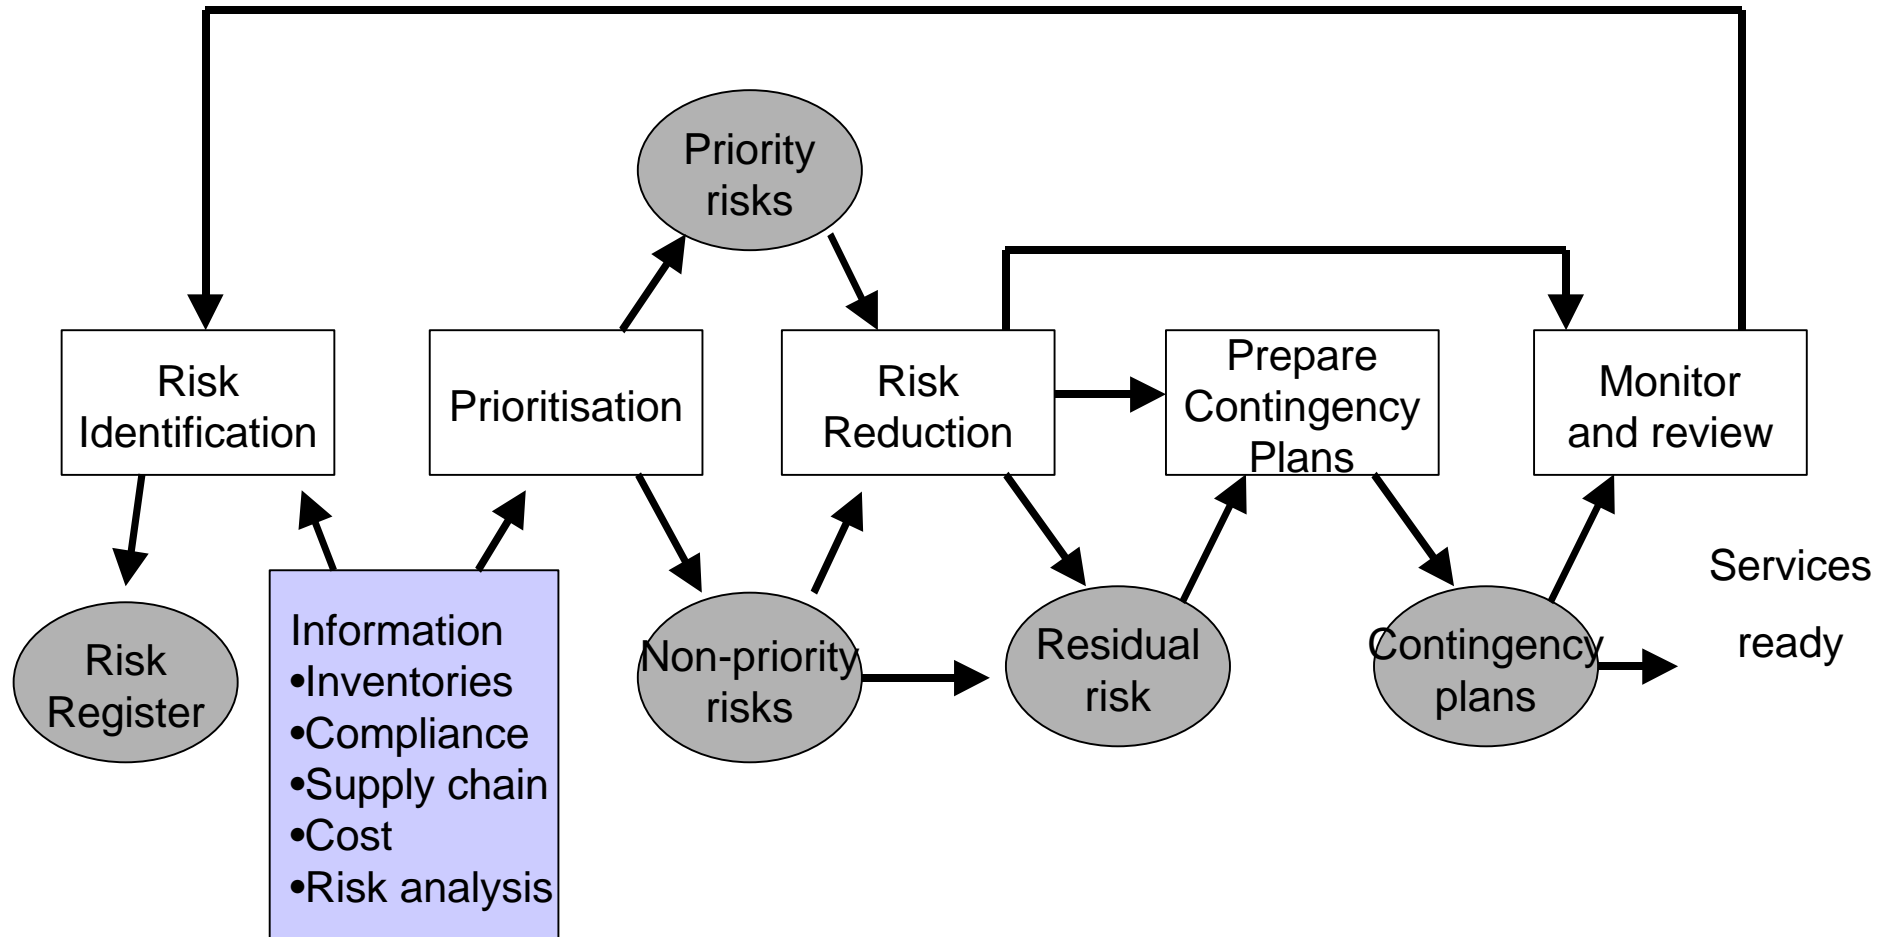 Priority
risks
Risk
Identification
Prioritisation
Risk
Reduction
Prepare
Contingency
Plans
Monitor
and review
Risk
Register
Information
•Inventories
•Compliance
•Supply chain
•Cost
•Risk analysis
Non-priority
risks
Residual
risk
Contingency
plans
Services
ready